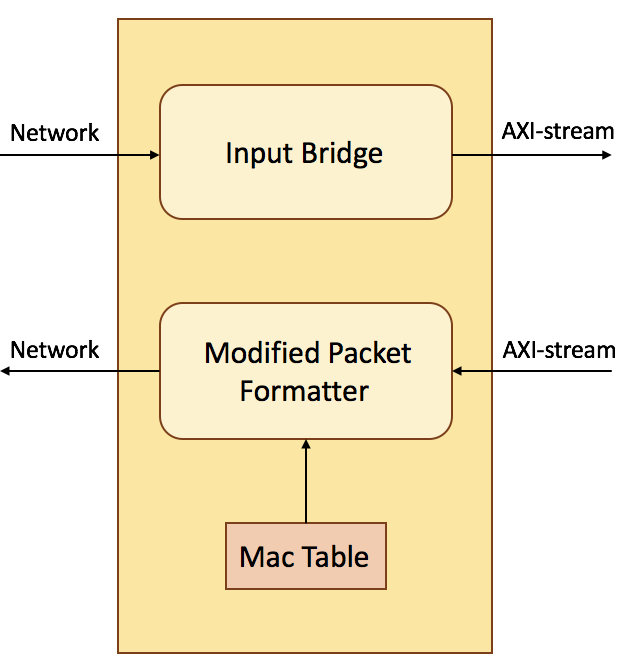 Network
Input Bridge
AXI-stream
Network
Modified Packet
Formatter
AXI-stream
Mac Table